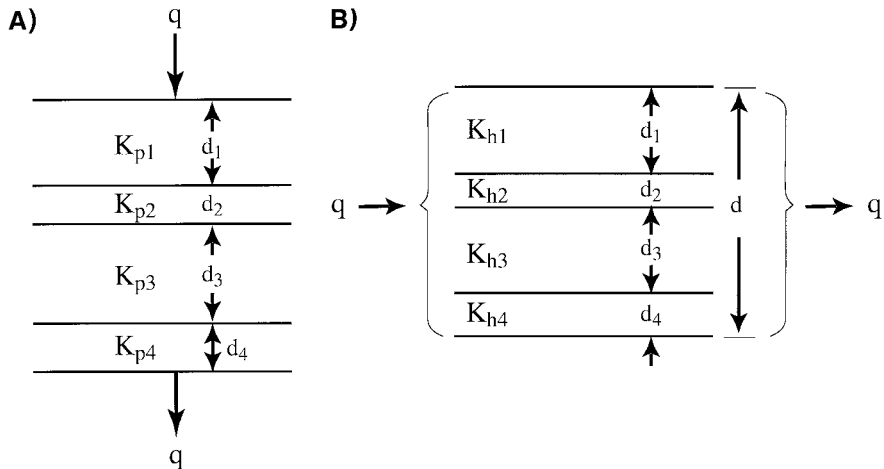 A)
q
K_p1 d_1
K_p2 d_2
K_p3 d_3
K_p4 d_4
q
B)
K_h1 d_1
K_h2 d_2
q d q
K_h3 d_3
K_h4 d_4